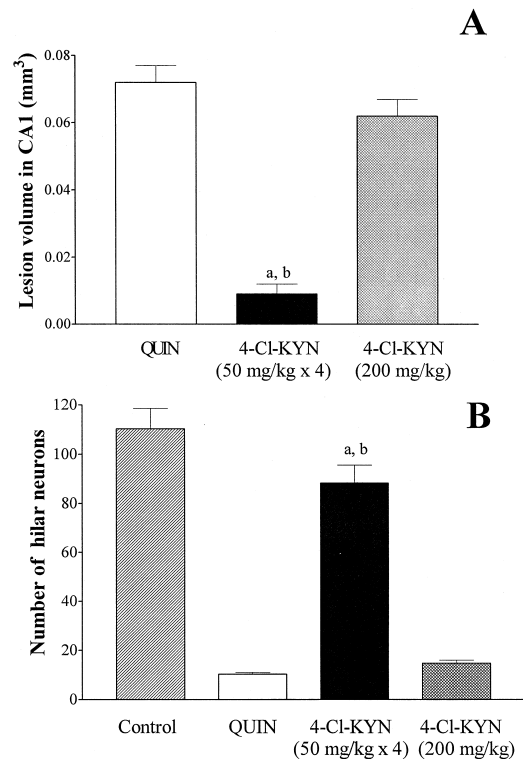 A
Lesion volume in CA1 (mm³)
0.08
0.06
0.04
0.02
0.00
a, b
QUIN 4-Cl-KYN 4-Cl-KYN
(50 mg/kg x 4) (200 mg/kg)
B
Number of hilar neurons
120
100
80
60
40
20
0
a, b
Control QUIN 4-Cl-KYN 4-Cl-KYN
(50 mg/kg x 4) (200 mg/kg)